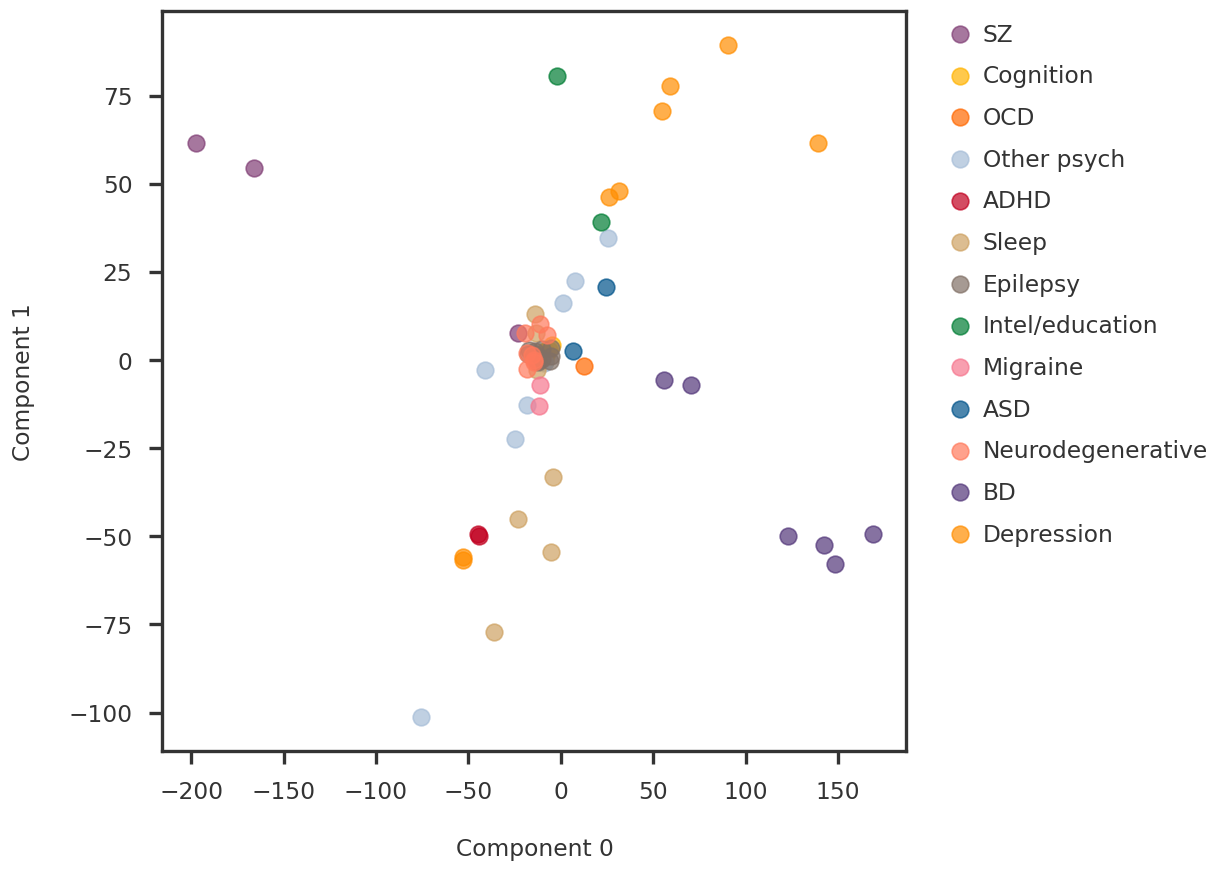 SZ
Cognition
OCD
Other psych
ADHD
Sleep
Epilepsy
Intel/education
Migraine
ASD
Neurodegenerative
BD
Depression
Component 1
75
50
25
0
−25
−50
−75
−100
−200 −150 −100 −50 0 50 100 150
Component 0